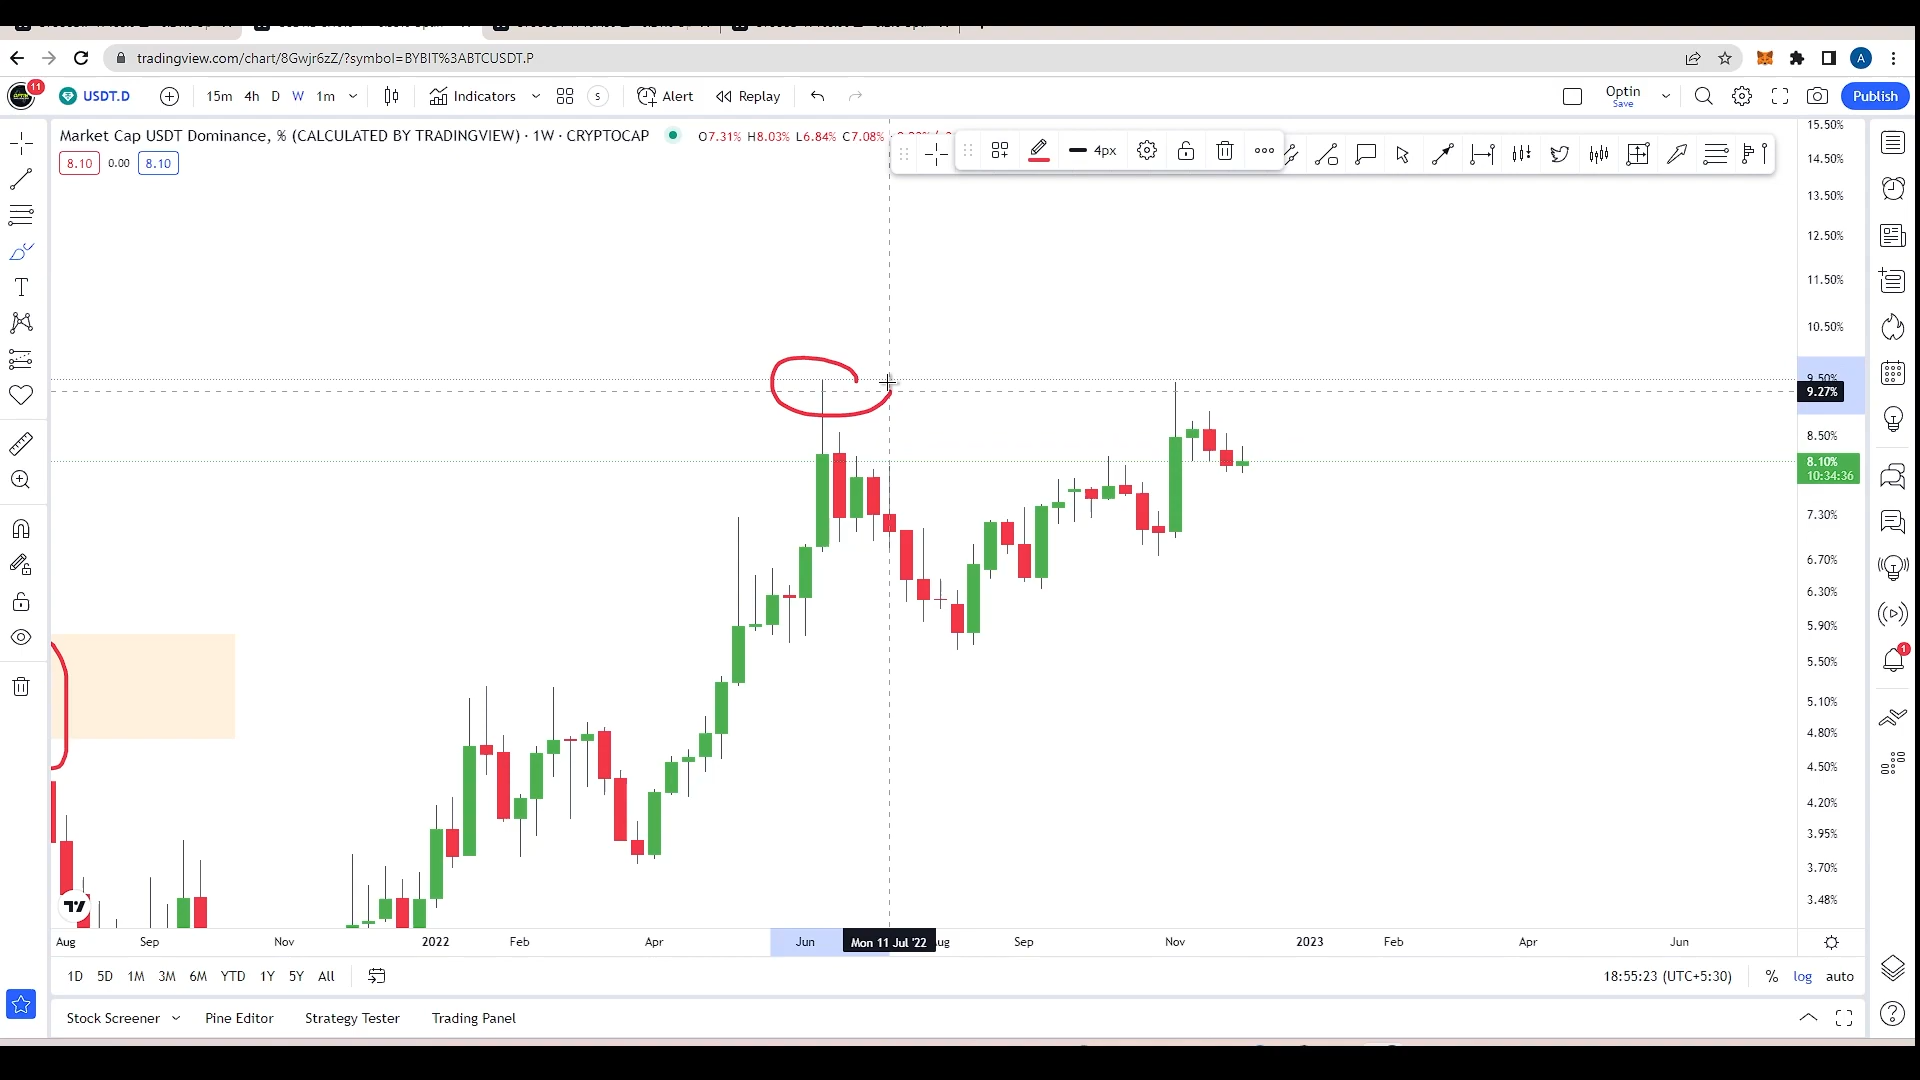 tradingview.com/chart/8Gwjr6zZ/?symbol=BYBIT%3ABTCUSDT.P
A
11
USDT.D
15m 4h D W 1m
Indicators
S
Alert
Replay
Optin
Save
Publish
Market Cap USDT Dominance, % (CALCULATED BY TRADINGVIEW) · 1W · CRYPTOCAP
O7.31% H8.03% L6.84% C7.08%
4px
8.10 0.00 8.10
15.50%
14.50%
13.50%
12.50%
11.50%
10.50%
9.50%
9.27%
8.50%
8.10%
10:34:36
7.30%
6.70%
6.30%
5.90%
5.50%
5.10%
4.80%
4.50%
4.20%
3.95%
3.70%
3.48%
1
Aug Sep Nov 2022 Feb Apr Jun Mon 11 Jul '22 ug Sep Nov 2023 Feb Apr Jun
1D 5D 1M 3M 6M YTD 1Y 5Y All
18:55:23 (UTC+5:30) % log auto
Stock Screener Pine Editor Strategy Tester Trading Panel